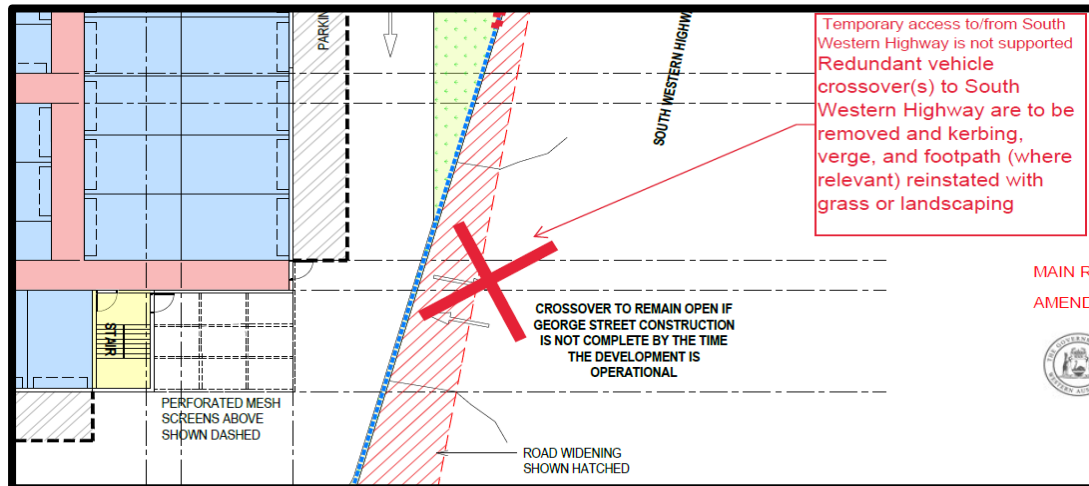 Temporary access to/from South
Western Highway is not supported
Redundant vehicle
crossover(s) to South
Western Highway are to be
removed and kerbing,
verge, and footpath (where
relevant) reinstated with
grass or landscaping
PARKIN
SOUTH WESTERN HIGHW
MAIN R
AMEND
CROSSOVER TO REMAIN OPEN IF
GEORGE STREET CONSTRUCTION
IS NOT COMPLETE BY THE TIME
THE DEVELOPMENT IS
OPERATIONAL
STAIR
PERFORATED MESH
SCREENS ABOVE
SHOWN DASHED
ROAD WIDENING
SHOWN HATCHED